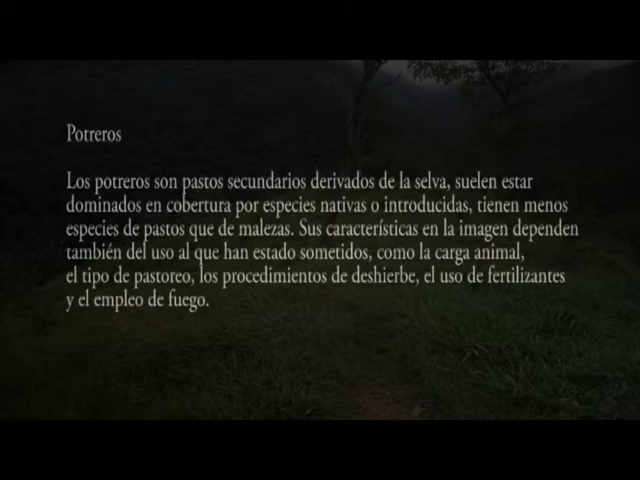 Potreros
Los potreros son pastos secundarios derivados de la selva, suelen estar
dominados en cobertura por especies nativas o introducidas, tienen menos
especies de pastos que de malezas. Sus características en la imagen dependen
también del uso al que han estado sometidos, como la carga animal,
el tipo de pastoreo, los procedimientos de deshierbe, el uso de fertilizantes
y el empleo de fuego.